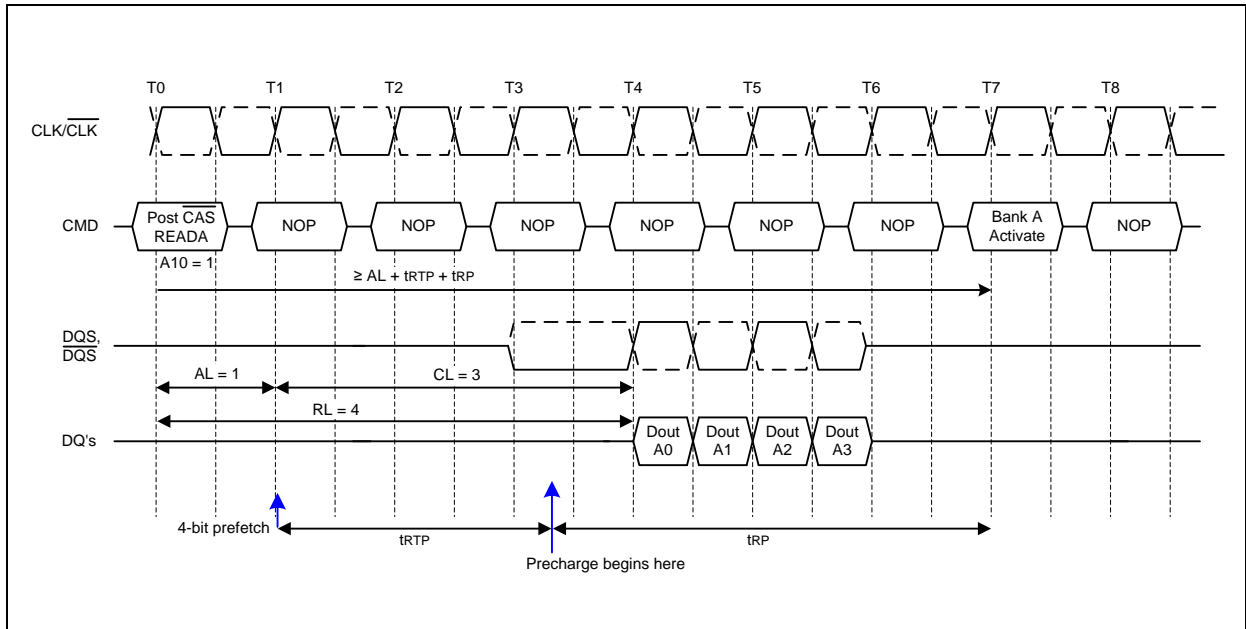 T0 T1 T2 T3 T4 T5 T6 T7 T8
CLK/CLK
CMD
Post CAS
READA
NOP
NOP
NOP
NOP
NOP
NOP
Bank A
Activate
NOP
A10 = 1
≥ AL + tRTP + tRP
DQS,
DQS
AL = 1
CL = 3
RL = 4
DQ's
Dout
A0
Dout
A1
Dout
A2
Dout
A3
4-bit prefetch
tRTP
tRP
Precharge begins here